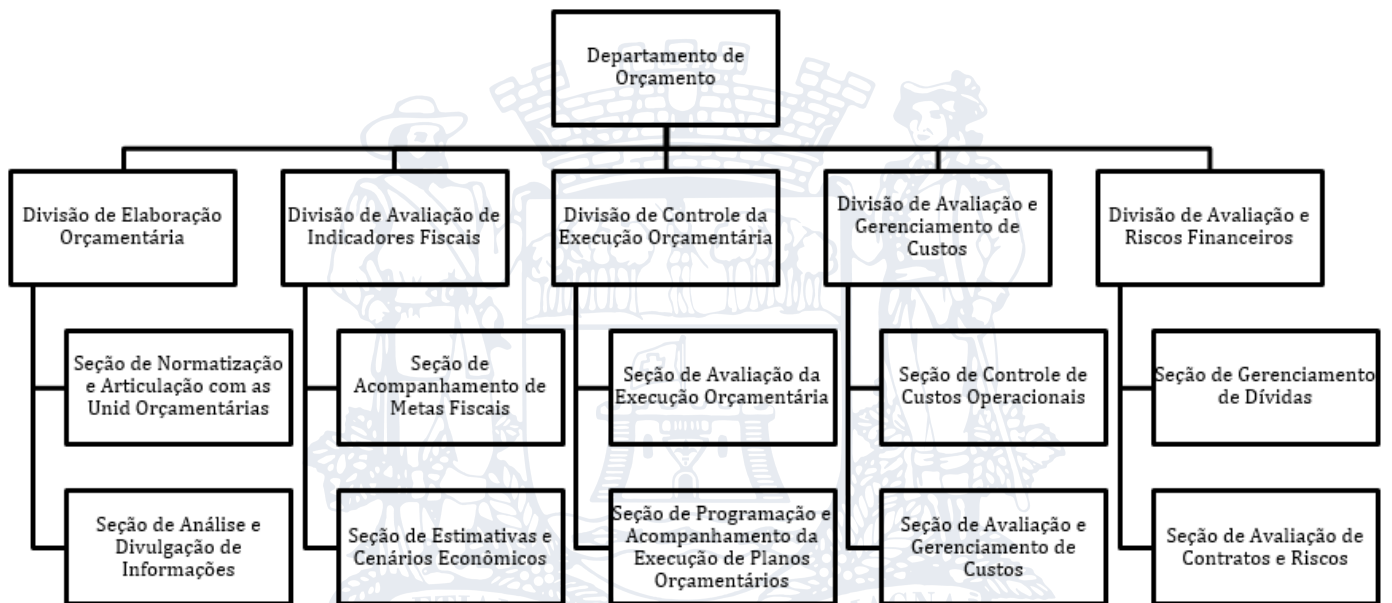 Departamento de
Orçamento
Divisão de Elaboração
Orçamentária
Divisão de Avaliação de
Indicadores Fiscais
Divisão de Controle da
Execução Orçamentária
Divisão de Avaliação e
Gerenciamento de
Custos
Divisão de Avaliação e
Riscos Financeiros
Seção de Normatização
e Articulação com as
Unid Orçamentárias
Seção de
Acompanhamento de
Metas Fiscais
Seção de Avaliação da
Execução Orçamentária
Seção de Controle de
Custos Operacionais
Seção de Gerenciamento
de Dívidas
Seção de Análise e
Divulgação de
Informações
Seção de Estimativas e
Cenários Econômicos
Seção de Programação e
Acompanhamento da
Execução de Planos
Orçamentários
Seção de Avaliação e
Gerenciamento de
Custos
Seção de Avaliação de
Contratos e Riscos